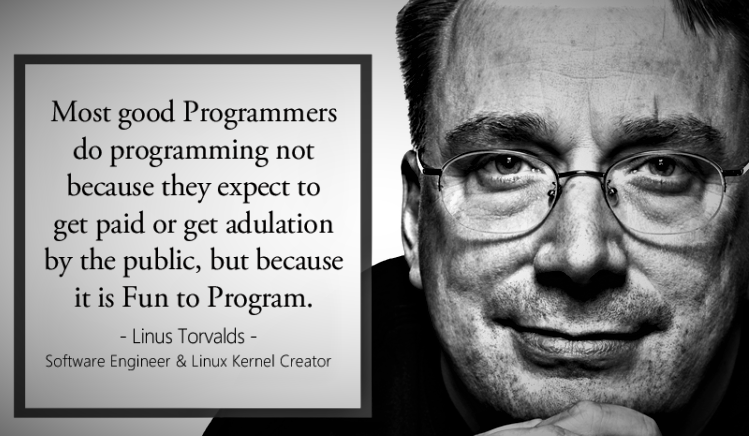 Most good Programmers
do programming not
because they expect to
get paid or get adulation
by the public, but because
it is Fun to Program.
- Linus Torvalds -
Software Engineer & Linux Kernel Creator